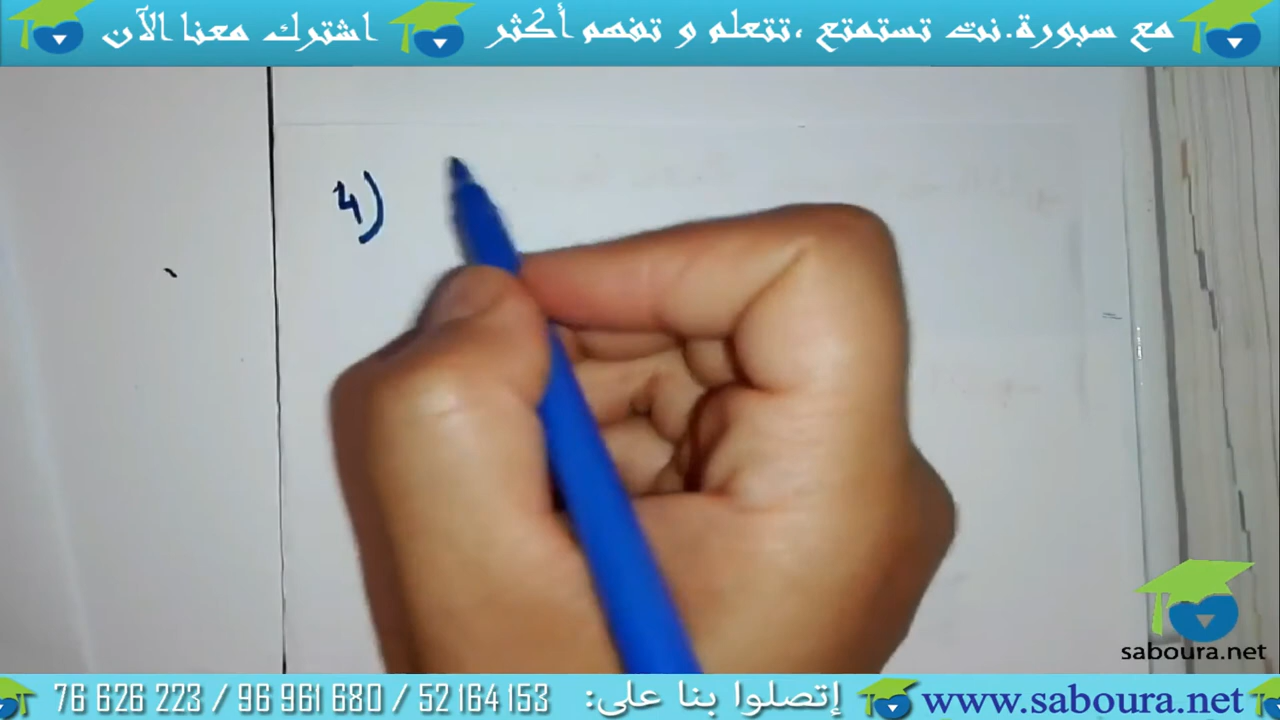 مع سبورة.نت تستمتع ،تتعلم و تفهم أكثر اشترك معنا الآن
4)
saboura.net
إتصلوا بنا على: 76 626 223 / 96 961 680 / 52 164 153 www.saboura.net